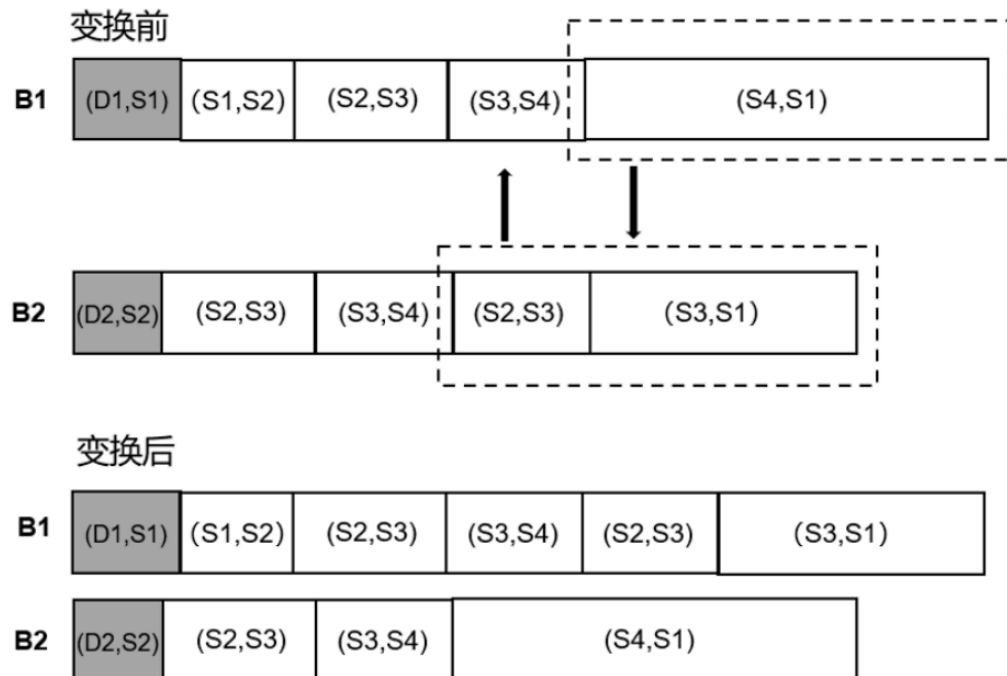 变换前
B1 (D1,S1) (S1,S2) (S2,S3) (S3,S4) (S4,S1)
B2 (D2,S2) (S2,S3) (S3,S4) (S2,S3) (S3,S1)
变换后
B1 (D1,S1) (S1,S2) (S2,S3) (S3,S4) (S2,S3) (S3,S1)
B2 (D2,S2) (S2,S3) (S3,S4) (S4,S1)